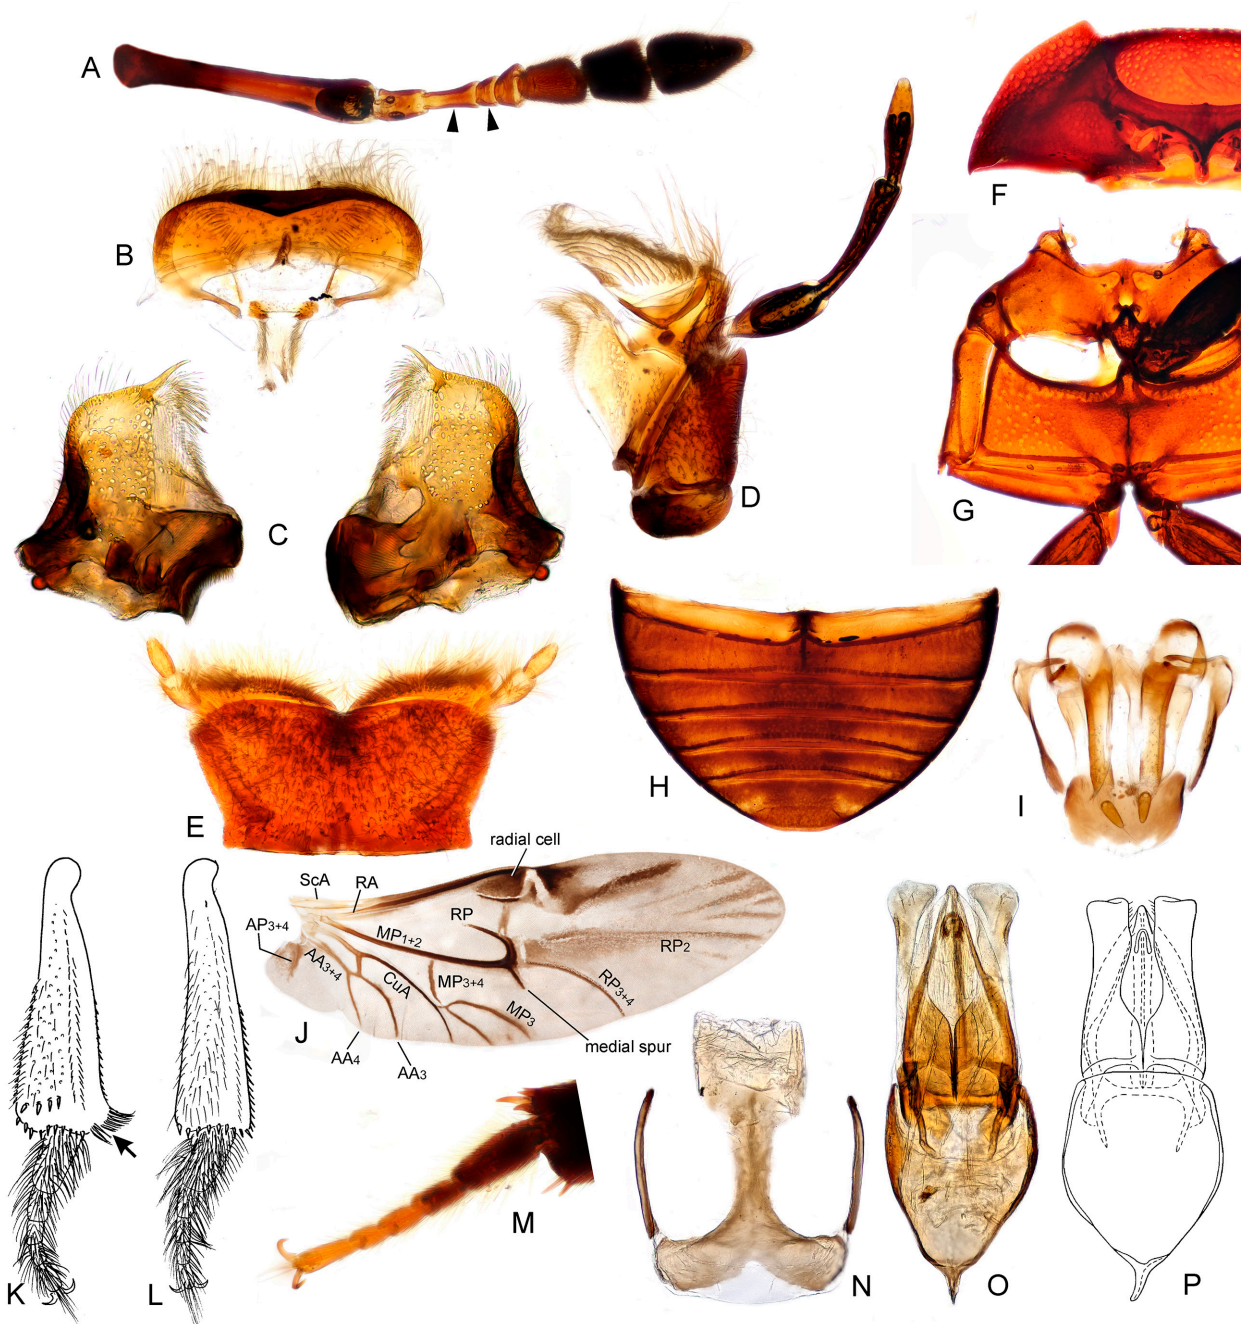 A
F
B
D
G
C
H
I
E
radial cell
ScA
RA
RP
AP3+4
MP1+2
RP2
AA3+4
CuA
MP3+4
RP3+4
MP3
J
medial spur
AA4
AA3
M
K
L
N
O
P